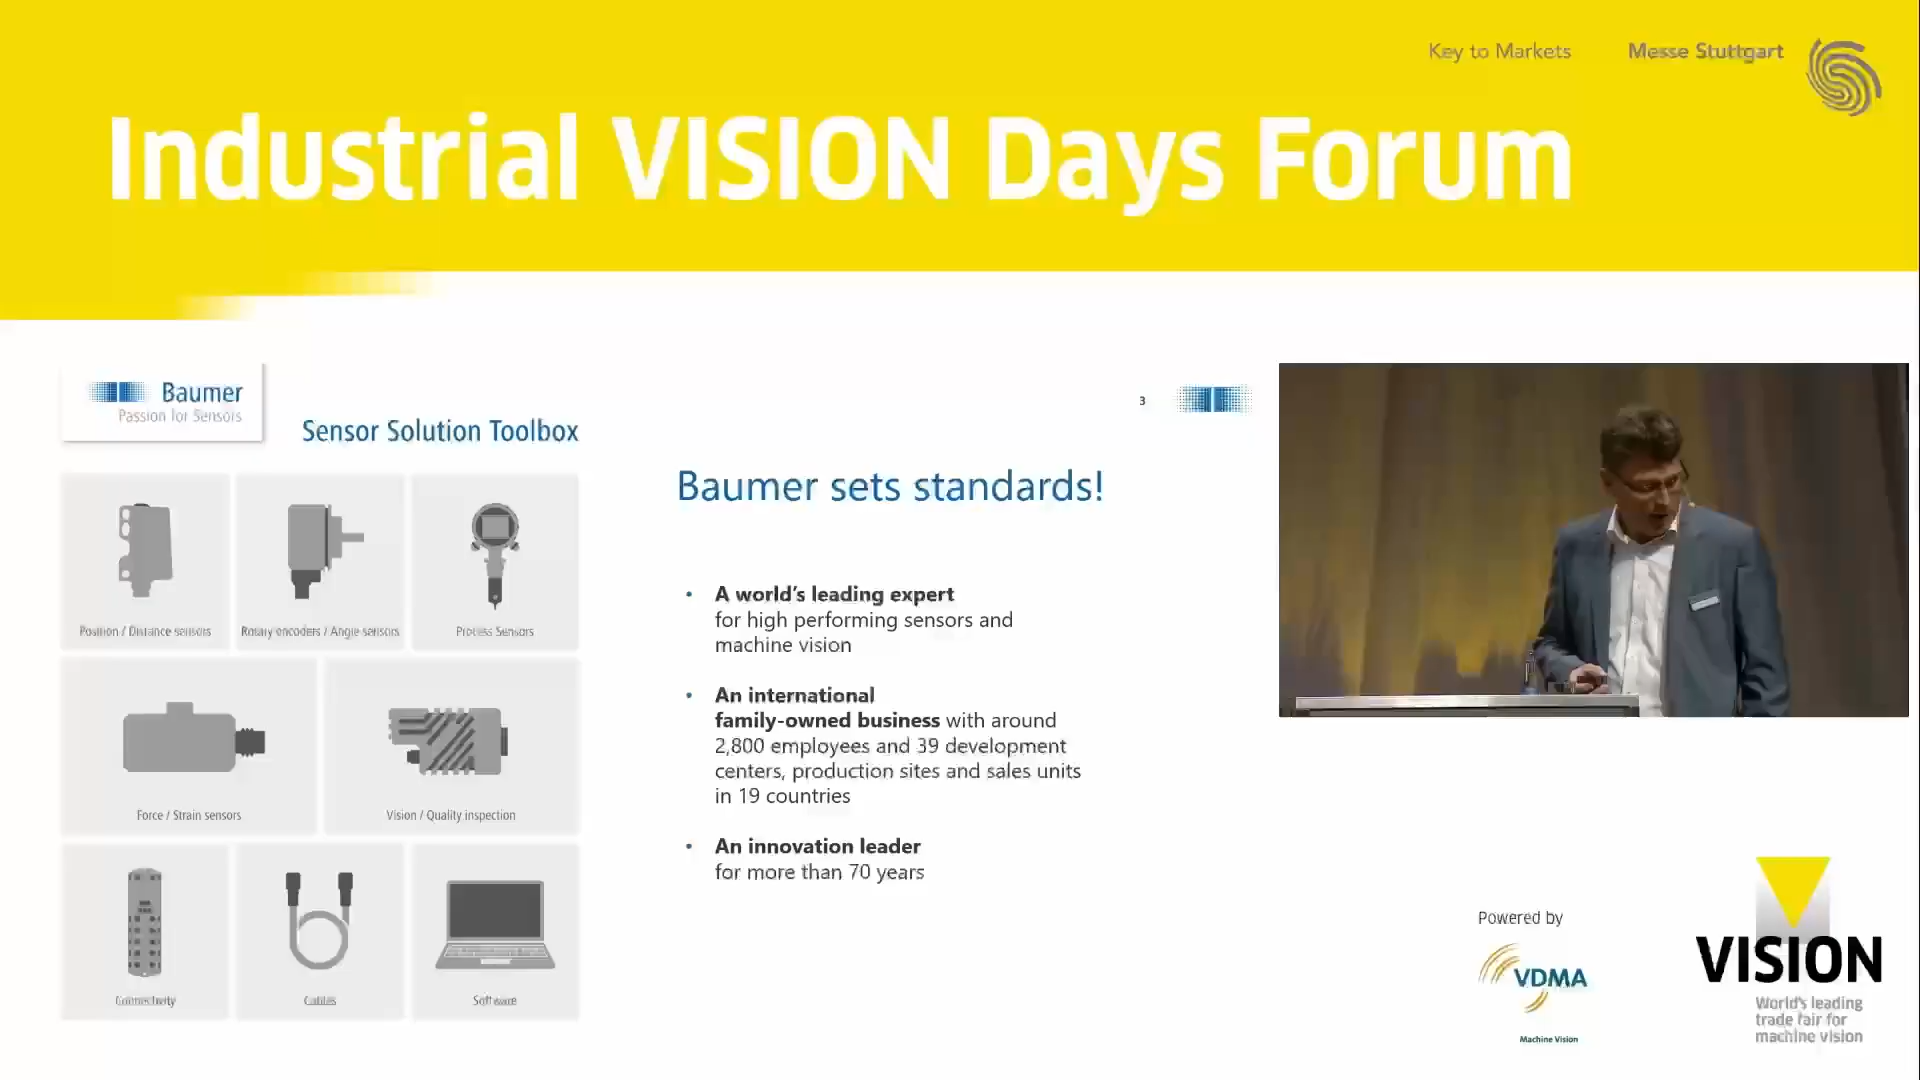 Key to Markets
Messe Stuttgart
Industrial VISION Days Forum
Baumer
Passion for Sensors
Sensor Solution Toolbox
Position / Distance sensors
Rotary encoders / Angle sensors
Process Sensors
Force / Strain sensors
Vision / Quality inspection
Connectivity
Cables
Software
3
Baumer sets standards!
• A world's leading expert
for high performing sensors and
machine vision
• An international
family-owned business with around
2,800 employees and 39 development
centers, production sites and sales units
in 19 countries
• An innovation leader
for more than 70 years
Powered by
VDMA
Machine Vision
VISION
World's leading
trade fair for
machine vision